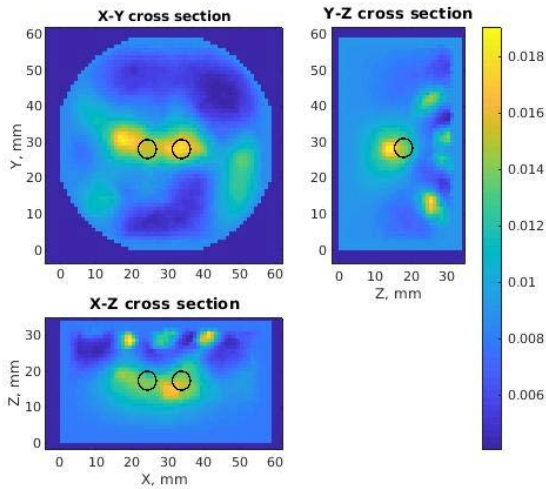 X-Y cross section
60
50
40
30
20
10
0
Y, mm
0 10 20 30 40 50 60
Y-Z cross section
60
50
40
30
20
10
0
0 10 20 30
Z, mm
0.018
0.016
0.014
0.012
0.01
0.008
0.006
X-Z cross section
30
20
10
0
Z, mm
0 10 20 30 40 50 60
X, mm